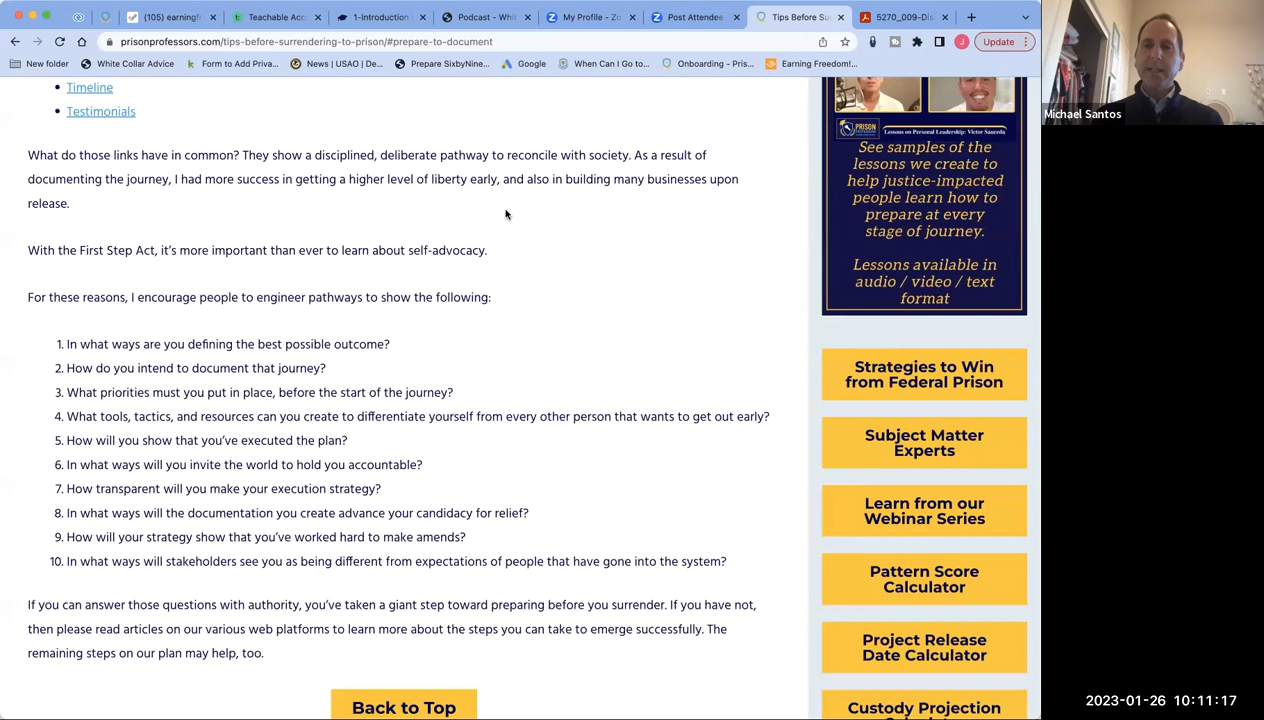 (105) earningfr
Teachable Acc
1-Introduction
Podcast - Whit
My Profile - Zo
Post Attendee
Tips Before Sur
5270_009-Dis
prisonprofessors.com/tips-before-surrendering-to-prison/#prepare-to-document
J
Update
New folder
White Collar Advice
Form to Add Priva...
News | USAO | De...
Prepare SixbyNine...
Google
When Can I Go to...
Onboarding - Pris...
Earning Freedom!...
Michael Santos
Timeline
Testimonials
What do those links have in common? They show a disciplined, deliberate pathway to reconcile with society. As a result of
documenting the journey, I had more success in getting a higher level of liberty early, and also in building many businesses upon
release.
With the First Step Act, it's more important than ever to learn about self-advocacy.
For these reasons, I encourage people to engineer pathways to show the following:
1. In what ways are you defining the best possible outcome?
2. How do you intend to document that journey?
3. What priorities must you put in place, before the start of the journey?
4. What tools, tactics, and resources can you create to differentiate yourself from every other person that wants to get out early?
5. How will you show that you've executed the plan?
6. In what ways will you invite the world to hold you accountable?
7. How transparent will you make your execution strategy?
8. In what ways will the documentation you create advance your candidacy for relief?
9. How will your strategy show that you've worked hard to make amends?
10. In what ways will stakeholders see you as being different from expectations of people that have gone into the system?
If you can answer those questions with authority, you've taken a giant step toward preparing before you surrender. If you have not,
then please read articles on our various web platforms to learn more about the steps you can take to emerge successfully. The
remaining steps on our plan may help, too.
Back to Top
PRISON
PROFESSORS
Lessons on Personal Leadership: Victor Sauceda
See samples of the
lessons we create to
help justice-impacted
people learn how to
prepare at every
stage of journey.
Lessons available in
audio / video / text
format
Strategies to Win
from Federal Prison
Subject Matter
Experts
Learn from our
Webinar Series
Pattern Score
Calculator
Project Release
Date Calculator
Custody Projection
2023-01-26 10:11:17